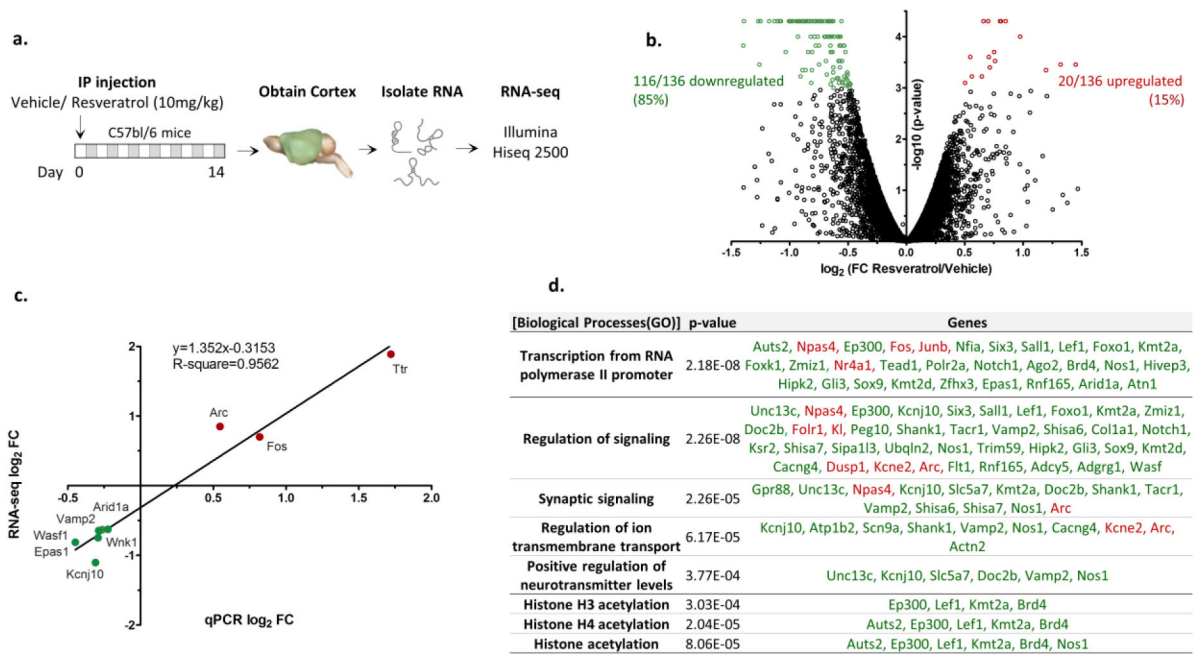 a.
IP injection
Vehicle/ Resveratrol (10mg/kg)
C57bl/6 mice
Day 0 14
Obtain Cortex
Isolate RNA
RNA-seq
Illumina
Hiseq 2500
b.
116/136 downregulated
(85%)
20/136 upregulated
(15%)
-log10 (p-value)
4
3
2
1
-1.5 -1.0 -0.5 0.0 0.5 1.0 1.5
log2 (FC Resveratrol/Vehicle)
c.
y=1.352x-0.3153
R-square=0.9562
RNA-seq log2 FC
2
1
-1
-2
-0.5 0.5 1.0 1.5 2.0
Ttr
Arc
Fos
Arid1a
Vamp2
Wasf1
Wnk1
Epas1
Kcnj10
qPCR log2 FC
d.
[Biological Processes(GO)] p-value Genes
Transcription from RNA
polymerase II promoter
2.18E-08
Auts2, Npas4, Ep300, Fos, Junb, Nfia, Six3, Sall1, Lef1, Foxo1, Kmt2a,
Foxk1, Zmiz1, Nr4a1, Tead1, Polr2a, Notch1, Ago2, Brd4, Nos1, Hivep3,
Hipk2, Gli3, Sox9, Kmt2d, Zfhx3, Epas1, Rnf165, Arid1a, Atn1
Regulation of signaling
2.26E-08
Unc13c, Npas4, Ep300, Kcnj10, Six3, Sall1, Lef1, Foxo1, Kmt2a, Zmiz1,
Doc2b, Folr1, Kl, Peg10, Shank1, Tacr1, Vamp2, Shisa6, Col1a1, Notch1,
Ksr2, Shisa7, Sipa1l3, Ubqln2, Nos1, Trim59, Hipk2, Gli3, Sox9, Kmt2d,
Cacng4, Dusp1, Kcne2, Arc, Flt1, Rnf165, Adcy5, Adgrg1, Wasf
Synaptic signaling
2.26E-05
Gpr88, Unc13c, Npas4, Kcnj10, Slc5a7, Kmt2a, Doc2b, Shank1, Tacr1,
Vamp2, Shisa6, Shisa7, Nos1, Arc
Regulation of ion
transmembrane transport
6.17E-05
Kcnj10, Atp1b2, Scn9a, Shank1, Vamp2, Nos1, Cacng4, Kcne2, Arc,
Actn2
Positive regulation of
neurotransmitter levels
3.77E-04
Unc13c, Kcnj10, Slc5a7, Doc2b, Vamp2, Nos1
Histone H3 acetylation 3.03E-04 Ep300, Lef1, Kmt2a, Brd4
Histone H4 acetylation 2.04E-05 Auts2, Ep300, Lef1, Kmt2a, Brd4
Histone acetylation 8.06E-05 Auts2, Ep300, Lef1, Kmt2a, Brd4, Nos1